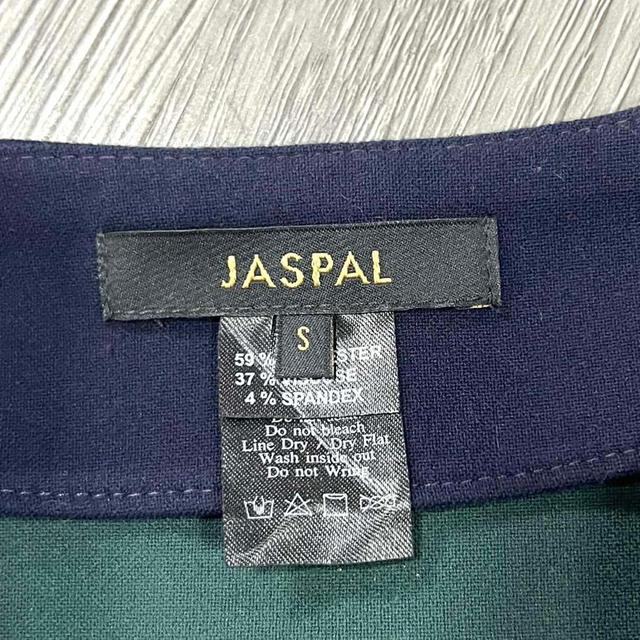 JASPAL
S
59 %
37 %
4 % SPANDEX
Do not bleach
Line Dry / Dry Flat
Wash inside out
Do not Wring